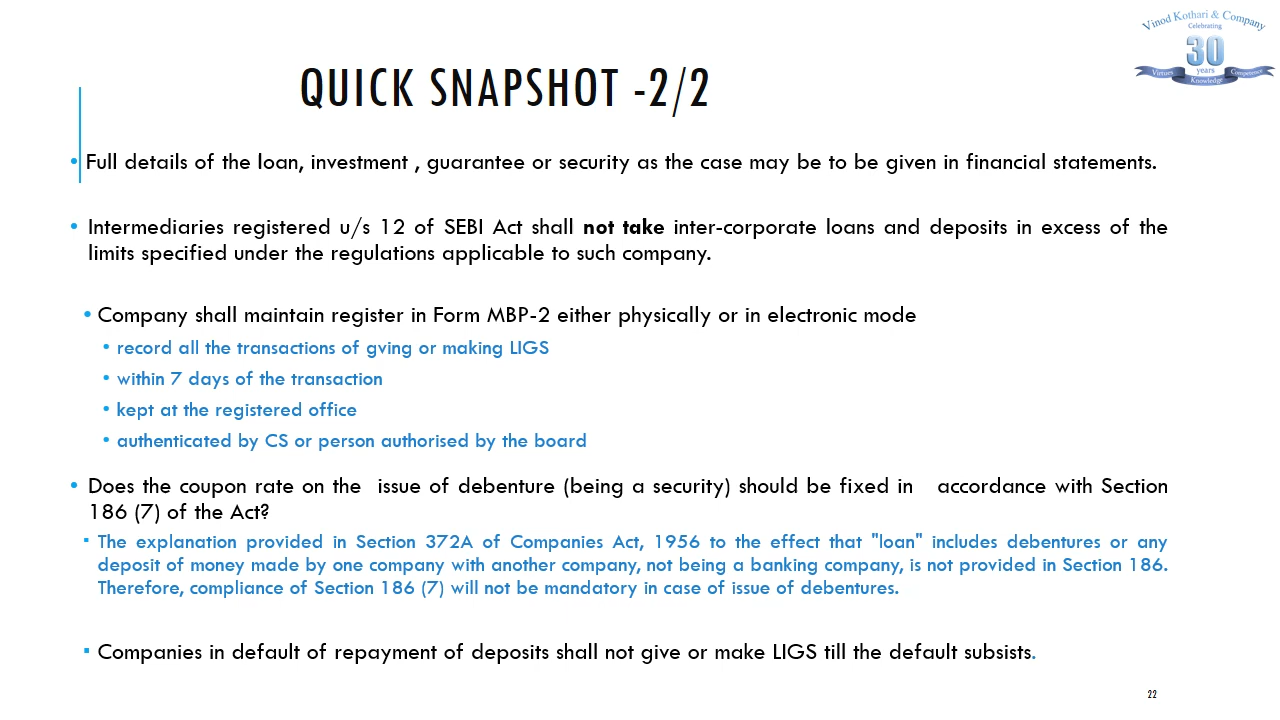 Vinod Kothari & Company
Celebrating
30
years
Virtues
Knowledge
Competence
QUICK SNAPSHOT -2/2
• Full details of the loan, investment , guarantee or security as the case may be to be given in financial statements.
• Intermediaries registered u/s 12 of SEBI Act shall not take inter-corporate loans and deposits in excess of the
limits specified under the regulations applicable to such company.
• Company shall maintain register in Form MBP-2 either physically or in electronic mode
• record all the transactions of gving or making LIGS
• within 7 days of the transaction
• kept at the registered office
• authenticated by CS or person authorised by the board
• Does the coupon rate on the issue of debenture (being a security) should be fixed in accordance with Section
186 (7) of the Act?
▪ The explanation provided in Section 372A of Companies Act, 1956 to the effect that "loan" includes debentures or any
deposit of money made by one company with another company, not being a banking company, is not provided in Section 186.
Therefore, compliance of Section 186 (7) will not be mandatory in case of issue of debentures.
▪ Companies in default of repayment of deposits shall not give or make LIGS till the default subsists.
22